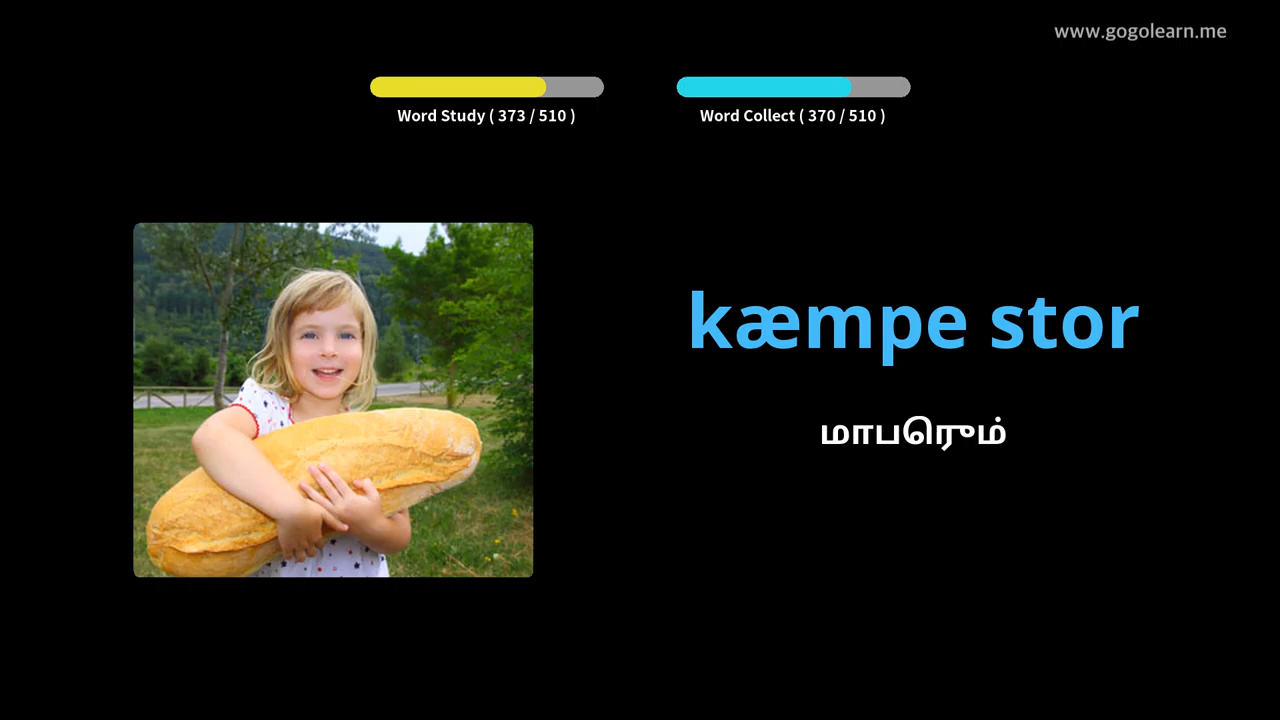 www.gogolearn.me
Word Study ( 373 / 510 )
Word Collect ( 370 / 510 )
kæmpe stor
மாபெரும்